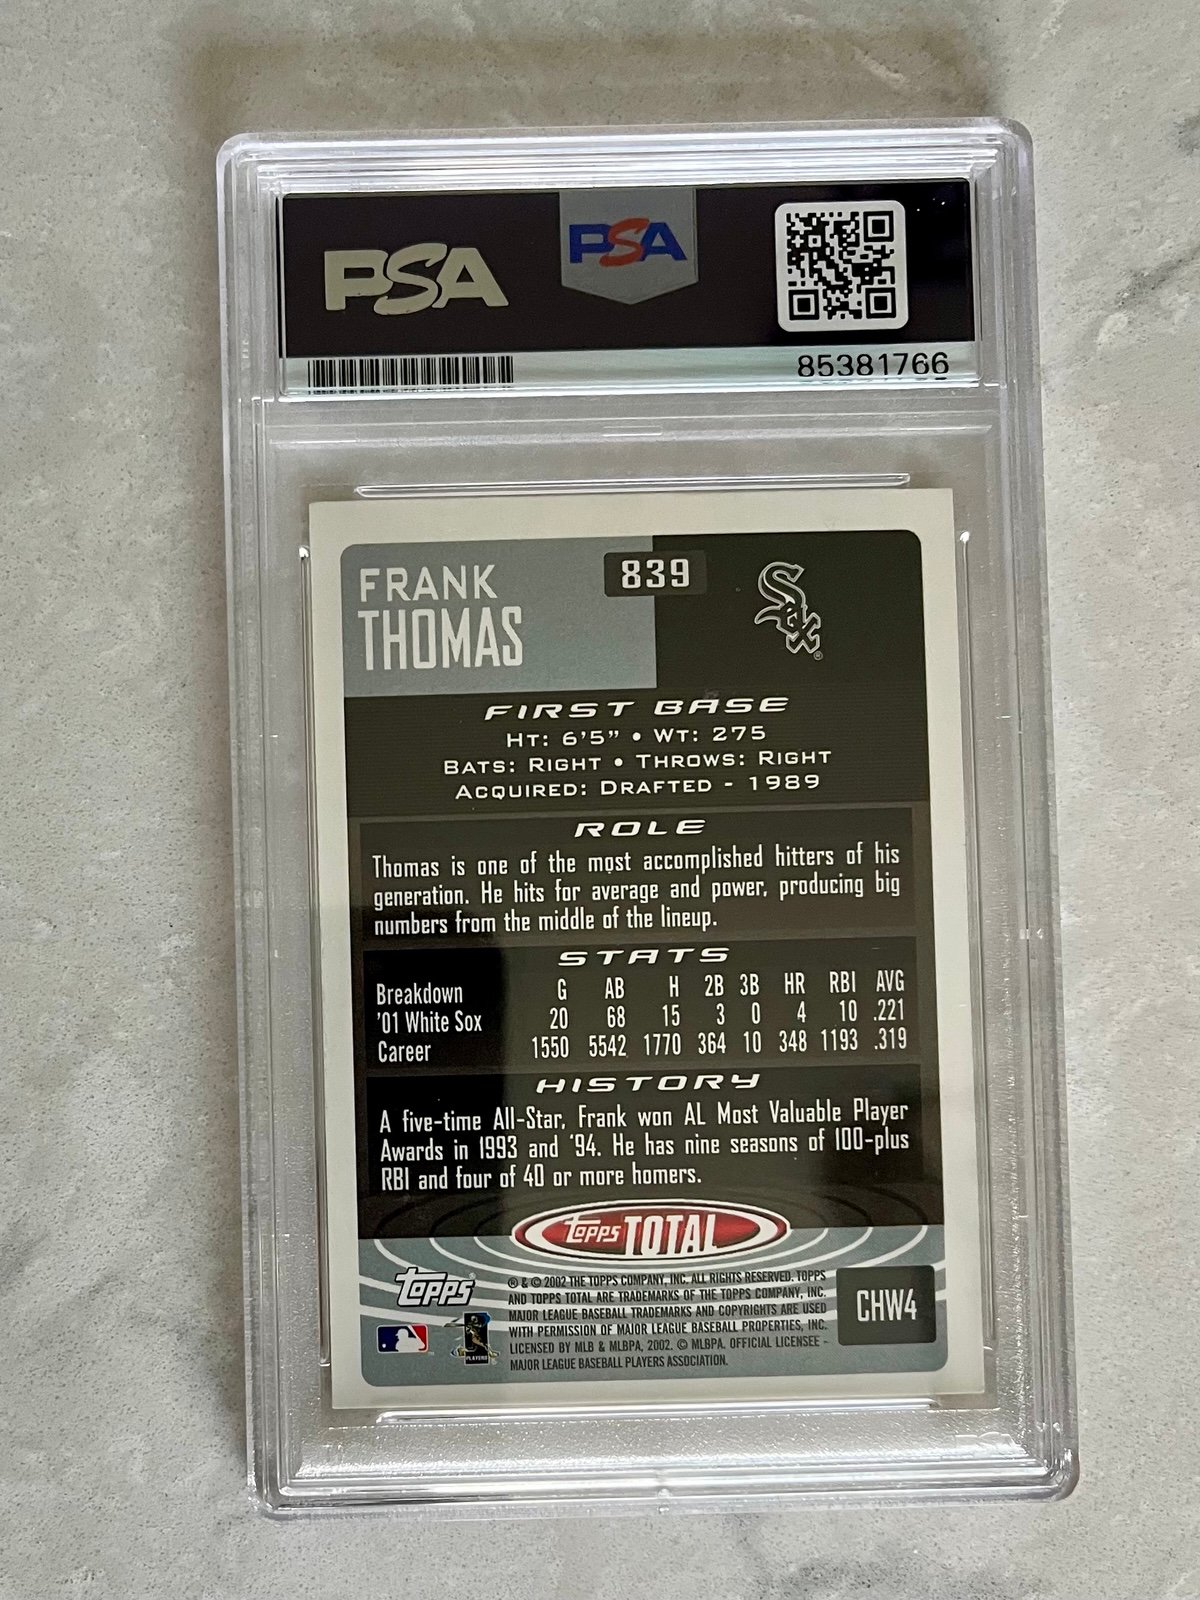 PSA
PSA
85381766
FRANK
THOMAS
839
Sox
®
FIRST BASE
HT: 6'5" • WT: 275
BATS: RIGHT • THROWS: RIGHT
ACQUIRED: DRAFTED - 1989
ROLE
Thomas is one of the most accomplished hitters of his
generation. He hits for average and power, producing big
numbers from the middle of the lineup.
STATS
Breakdown G AB H 2B 3B HR RBI AVG
'01 White Sox 20 68 15 3 0 4 10 .221
Career 1550 5542 1770 364 10 348 1193 .319
HISTORY
A five-time All-Star, Frank won AL Most Valuable Player
Awards in 1993 and '94. He has nine seasons of 100-plus
RBI and four of 40 or more homers.
Topps TOTAL
Topps
® & © 2002 THE TOPPS COMPANY, INC. ALL RIGHTS RESERVED. TOPPS
AND TOPPS TOTAL ARE TRADEMARKS OF THE TOPPS COMPANY, INC.
MAJOR LEAGUE BASEBALL TRADEMARKS AND COPYRIGHTS ARE USED
WITH PERMISSION OF MAJOR LEAGUE BASEBALL PROPERTIES, INC.
LICENSED BY MLB & MLBPA, 2002. © MLBPA. OFFICIAL LICENSEE -
MAJOR LEAGUE BASEBALL PLAYERS ASSOCIATION.
PLAYERS
CHW4